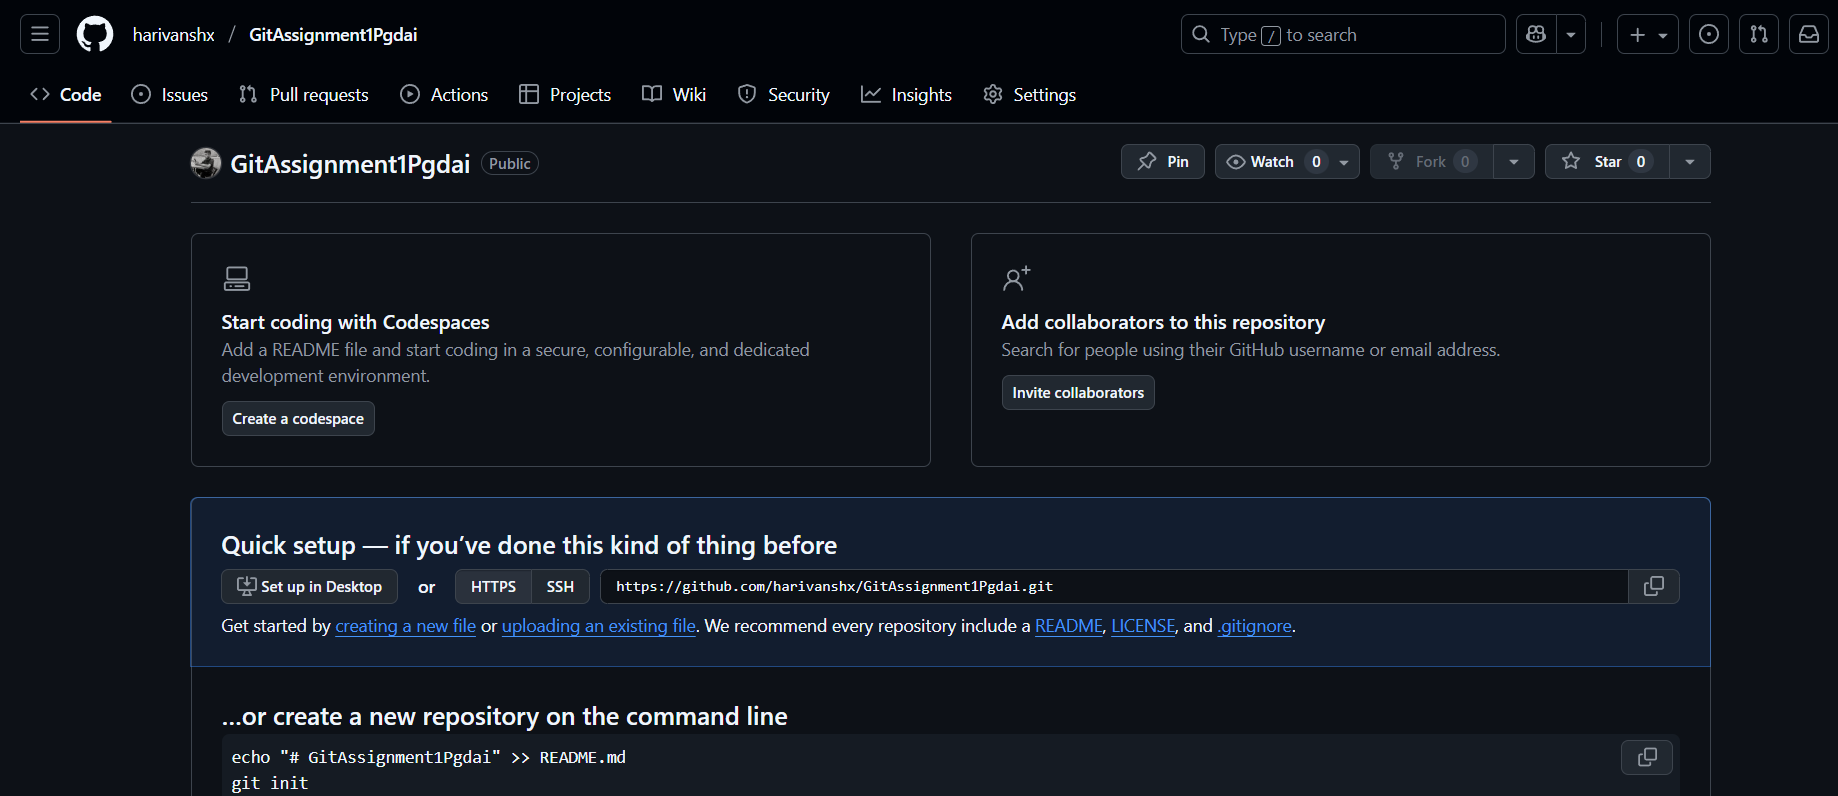 harivanshx / GitAssignment1Pgdai
Type / to search
Code Issues Pull requests Actions Projects Wiki Security Insights Settings
GitAssignment1Pgdai Public
Pin Watch 0 Fork 0 Star 0
Start coding with Codespaces
Add a README file and start coding in a secure, configurable, and dedicated
development environment.
Create a codespace
Add collaborators to this repository
Search for people using their GitHub username or email address.
Invite collaborators
Quick setup — if you’ve done this kind of thing before
Set up in Desktop or HTTPS SSH https://github.com/harivanshx/GitAssignment1Pgdai.git
Get started by creating a new file or uploading an existing file. We recommend every repository include a README, LICENSE, and .gitignore.
...or create a new repository on the command line
echo "# GitAssignment1Pgdai" >> README.md
git init